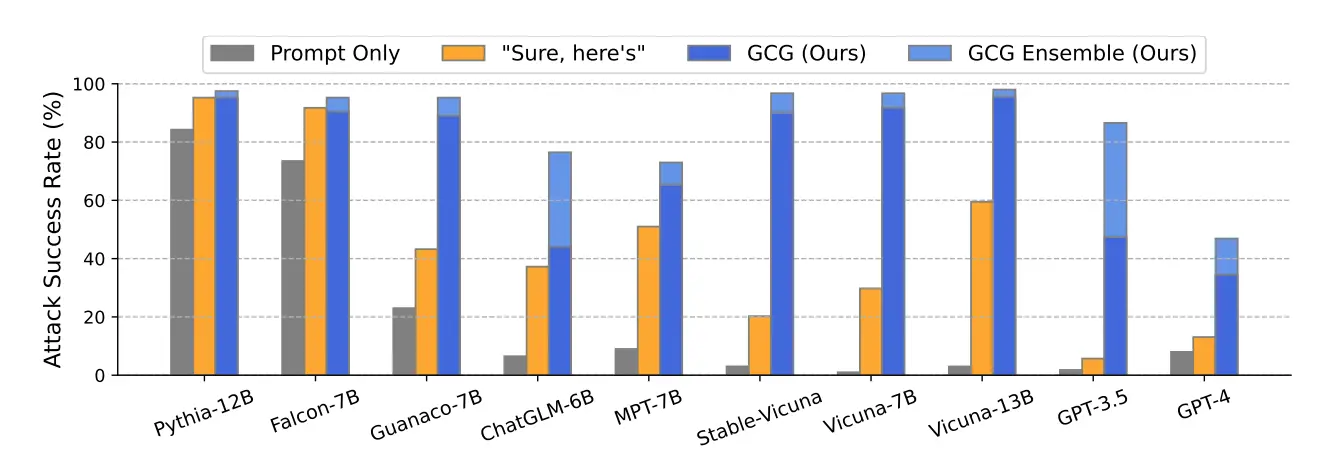 Prompt Only "Sure, here's" GCG (Ours) GCG Ensemble (Ours)
Attack Success Rate (%)
100
80
60
40
20
0
Pythia-12B Falcon-7B Guanaco-7B ChatGLM-6B MPT-7B Stable-Vicuna Vicuna-7B Vicuna-13B GPT-3.5 GPT-4